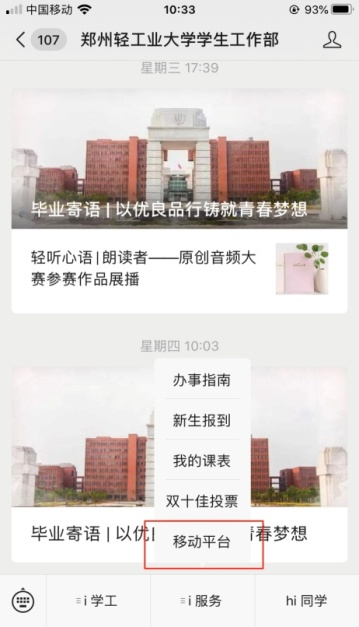 中国移动
10:33
93%
107
郑州轻工业大学学生工作部
星期三 17:39
毕业寄语 | 以优良品行铸就青春梦想
轻听心语|朗读者——原创音频大
赛参赛作品展播
星期四 10:03
办事指南
新生报到
我的课表
双十佳投票
移动平台
毕业寄语 | 以
青春梦想
i 学工
i 服务
hi 同学